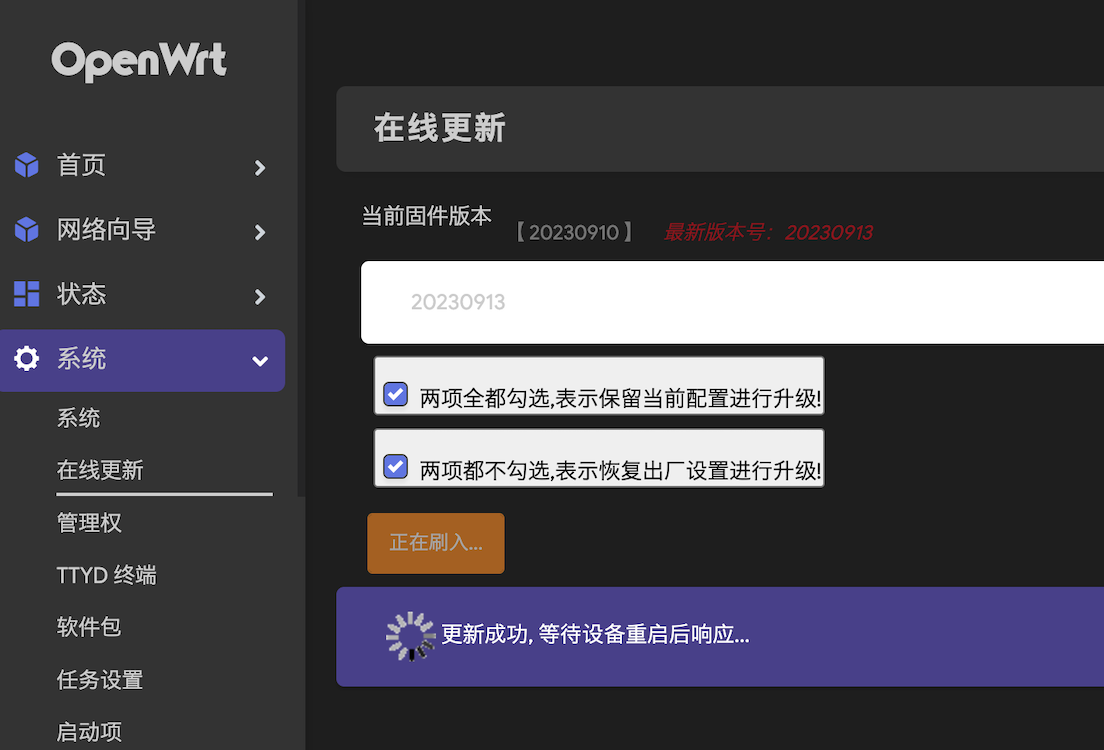 OpenWrt
首页
网络向导
状态
系统
系统
在线更新
管理权
TTYD 终端
软件包
任务设置
启动项
在线更新
当前固件版本
【20230910】 最新版本号：20230913
20230913
两项全都勾选,表示保留当前配置进行升级!
两项都不勾选,表示恢复出厂设置进行升级!
正在刷入...
更新成功, 等待设备重启后响应...